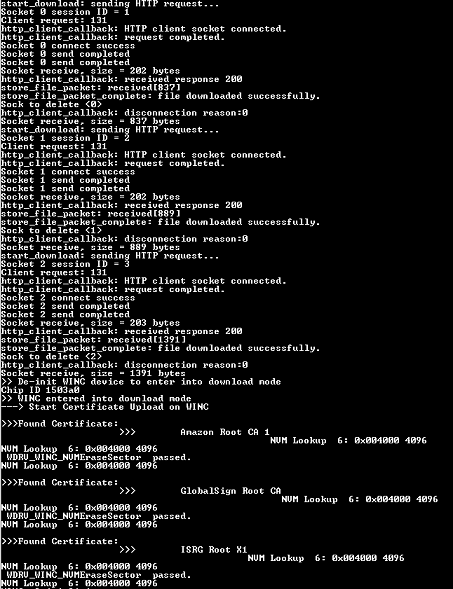 start_download: sending HTTP request...
Socket 0 session ID = 1
Client request: 131
http_client_callback: HTTP client socket connected.
http_client_callback: request completed.
Socket 0 connect success
Socket 0 send completed
Socket 0 send completed
Socket receive, size = 202 bytes
http_client_callback: received response 200
store_file_packet: received[837]
store_file_packet_complete: file downloaded successfully.
Sock to delete <0>
http_client_callback: disconnection reason:0
Socket receive, size = 837 bytes
start_download: sending HTTP request...
Socket 1 session ID = 2
Client request: 131
http_client_callback: HTTP client socket connected.
http_client_callback: request completed.
Socket 1 connect success
Socket 1 send completed
Socket 1 send completed
Socket receive, size = 202 bytes
http_client_callback: received response 200
store_file_packet: received[889]
store_file_packet_complete: file downloaded successfully.
Sock to delete <1>
http_client_callback: disconnection reason:0
Socket receive, size = 889 bytes
start_download: sending HTTP request...
Socket 2 session ID = 3
Client request: 131
http_client_callback: HTTP client socket connected.
http_client_callback: request completed.
Socket 2 connect success
Socket 2 send completed
Socket 2 send completed
Socket receive, size = 203 bytes
http_client_callback: received response 200
store_file_packet: received[1391]
store_file_packet_complete: file downloaded successfully.
Sock to delete <2>
http_client_callback: disconnection reason:0
Socket receive, size = 1391 bytes
>> De-init WINC device to enter into download mode
Chip ID 1503a0
>> WINC entered into download mode
---> Start Certificate Upload on WINC
>>>Found Certificate:
>>> Amazon Root CA 1
NVM Lookup 6: 0x004000 4096
NVM Lookup 6: 0x004000 4096
WDRV_WINC_NVMEraseSector passed.
NVM Lookup 6: 0x004000 4096
>>>Found Certificate:
>>> GlobalSign Root CA
NVM Lookup 6: 0x004000 4096
NVM Lookup 6: 0x004000 4096
WDRV_WINC_NVMEraseSector passed.
NVM Lookup 6: 0x004000 4096
>>>Found Certificate:
>>> ISRG Root X1
NVM Lookup 6: 0x004000 4096
NVM Lookup 6: 0x004000 4096
WDRV_WINC_NVMEraseSector passed.
NVM Lookup 6: 0x004000 4096